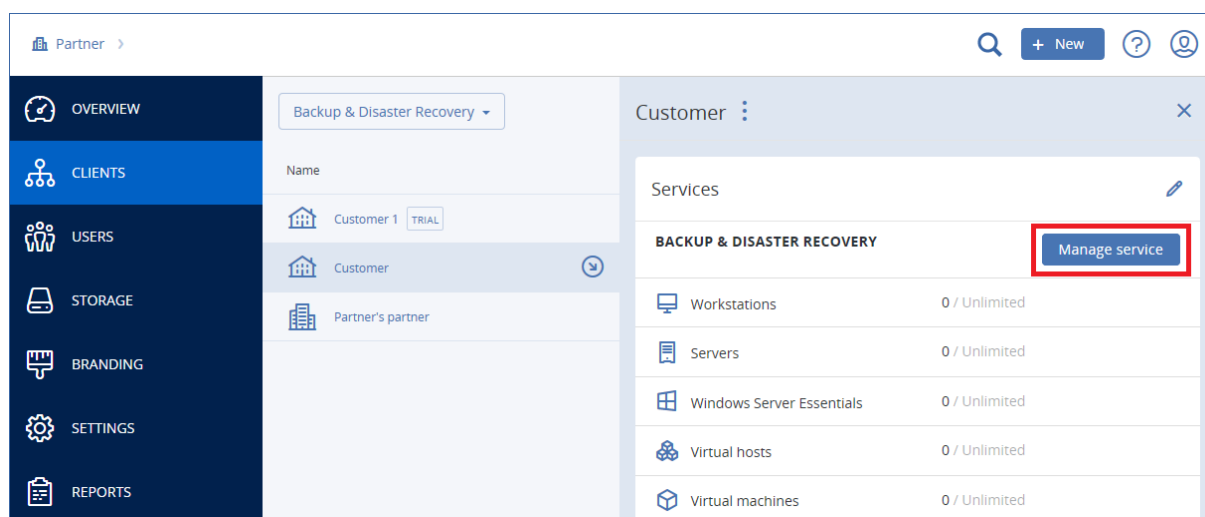 Partner >
+ New
?
OVERVIEW
CLIENTS
USERS
STORAGE
BRANDING
SETTINGS
REPORTS
Backup & Disaster Recovery
Name
Customer 1 TRIAL
Customer
Partner's partner
Customer
Services
BACKUP & DISASTER RECOVERY
Manage service
Workstations 0 / Unlimited
Servers 0 / Unlimited
Windows Server Essentials 0 / Unlimited
Virtual hosts 0 / Unlimited
Virtual machines 0 / Unlimited